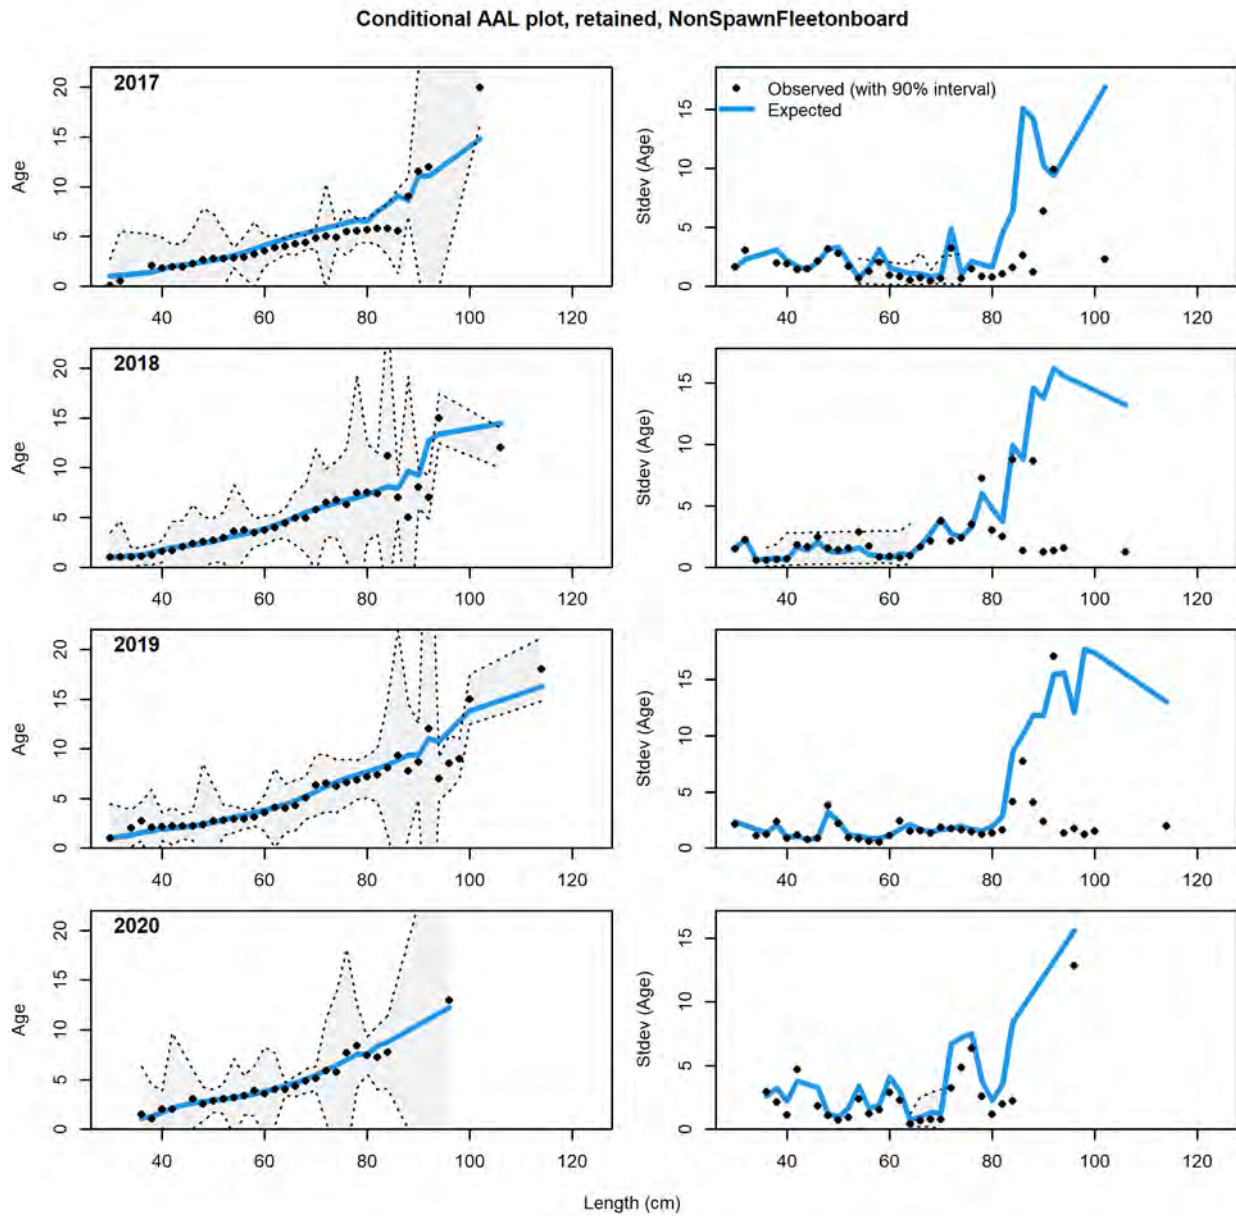 Conditional AAL plot, retained, NonSpawnFleetonboard
2017
Age
0 5 10 15 20
40 60 80 100 120
Observed (with 90% interval)
Expected
Stdev (Age)
0 5 10 15
40 60 80 100 120
2018
Age
0 5 10 15 20
40 60 80 100 120
Stdev (Age)
0 5 10 15
40 60 80 100 120
2019
Age
0 5 10 15 20
40 60 80 100 120
Stdev (Age)
0 5 10 15
40 60 80 100 120
2020
Age
0 5 10 15 20
40 60 80 100 120
Stdev (Age)
0 5 10 15
40 60 80 100 120
Length (cm)